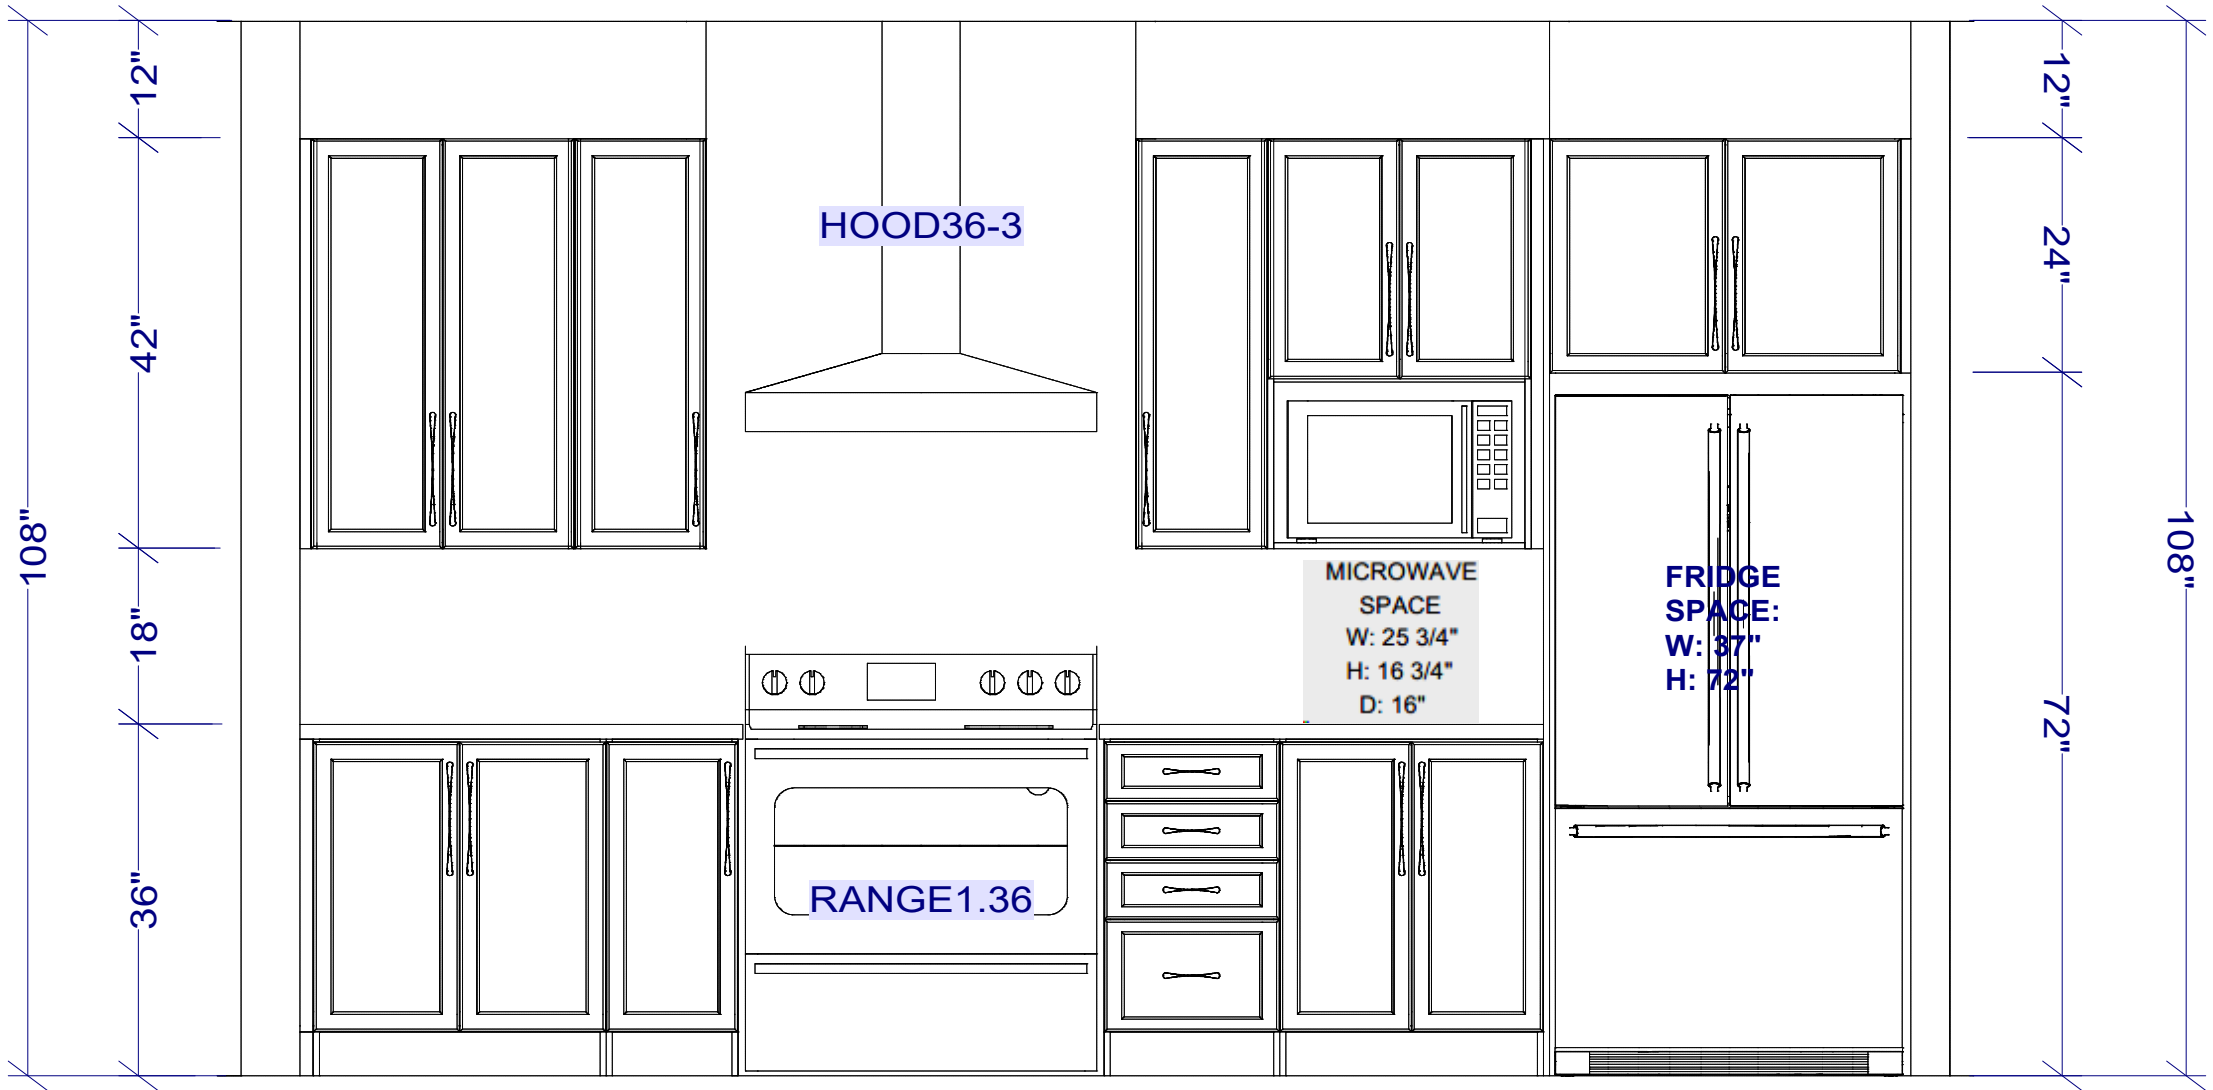 12"
12"
HOOD36-3
24"
42"
108"
108"
MICROWAVE
SPACE
W: 25 3/4"
H: 16 3/4"
D: 16"
FRIDGE
SPACE:
W: 37"
H: 72"
18"
72"
36"
RANGE1.36